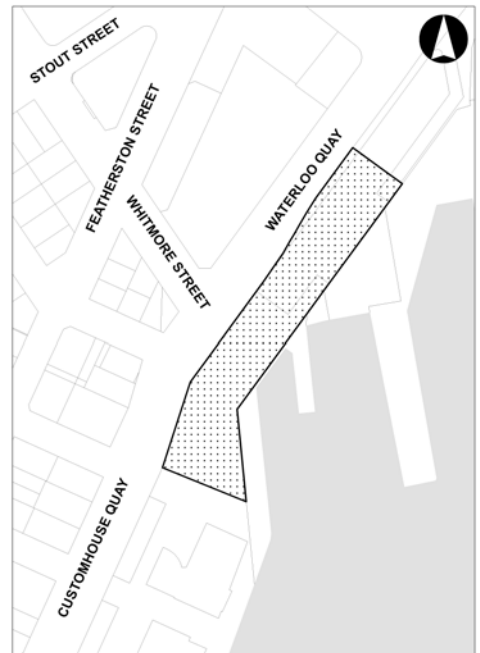 STOUT STREET
FEATHERSTON STREET
WATERLOO QUAY
WHITMORE STREET
CUSTOMHOUSE QUAY